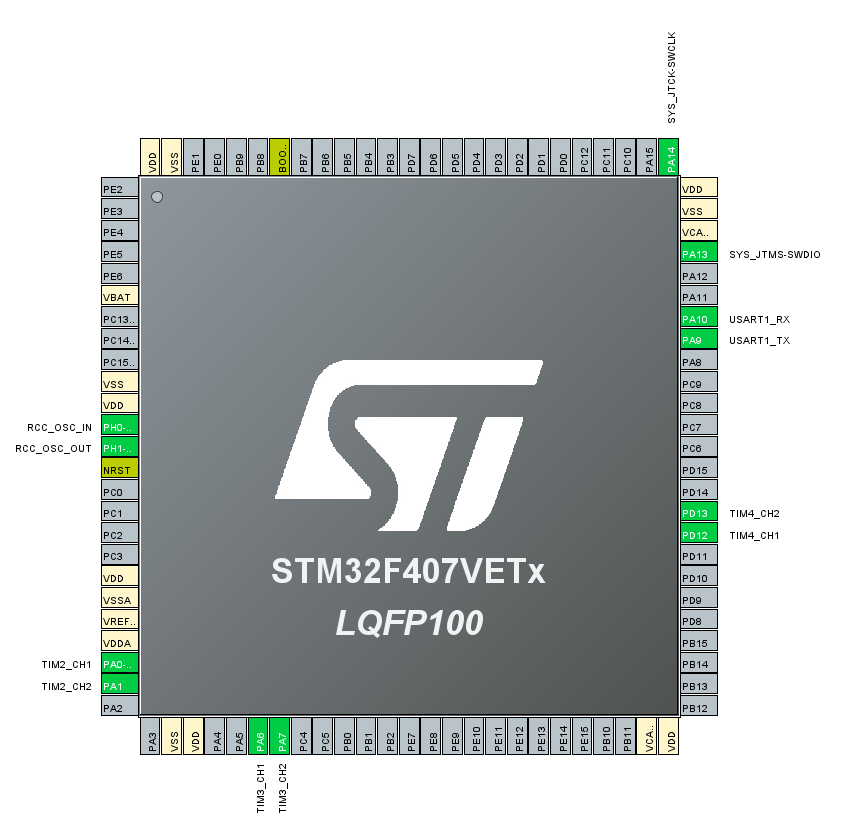 SYS_JTCK-SWCLK
VDD
VSS
PE1
PE0
PB9
PB8
BOO..
PB7
PB6
PB5
PB4
PB3
PD7
PD6
PD5
PD4
PD3
PD2
PD1
PD0
PC12
PC11
PC10
PA15
PA14
PE2
PE3
PE4
PE5
PE6
VBAT
PC13..
PC14..
PC15..
VSS
VDD
RCC_OSC_IN PH0-..
RCC_OSC_OUT PH1-..
NRST
PC0
PC1
PC2
PC3
VDD
VSSA
VREF..
VDDA
TIM2_CH1 PA0-..
TIM2_CH2 PA1
PA2
STM32F407VETx
LQFP100
VDD
VSS
VCA..
PA13 SYS_JTMS-SWDIO
PA12
PA11
PA10 USART1_RX
PA9 USART1_TX
PA8
PC9
PC8
PC7
PC6
PD15
PD14
PD13 TIM4_CH2
PD12 TIM4_CH1
PD11
PD10
PD9
PD8
PB15
PB14
PB13
PB12
PA3
VSS
VDD
PA4
PA5
PA6
PA7
PC4
PC5
PB0
PB1
PB2
PE7
PE8
PE9
PE10
PE11
PE12
PE13
PE14
PE15
PB10
PB11
VCA..
VDD
TIM3_CH1
TIM3_CH2